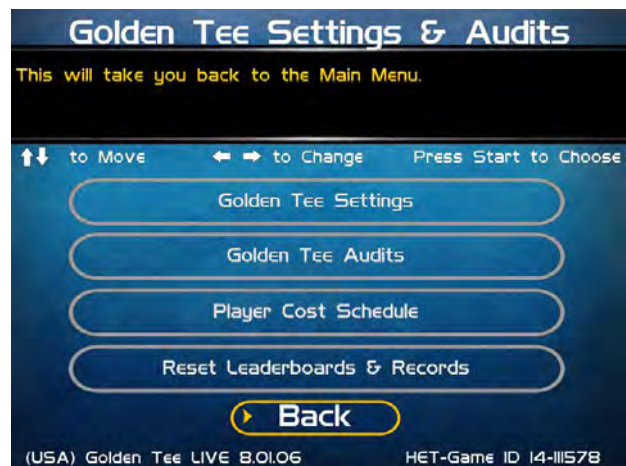 Golden Tee Settings & Audits
This will take you back to the Main Menu.
to Move to Change Press Start to Choose
Golden Tee Settings
Golden Tee Audits
Player Cost Schedule
Reset Leaderboards & Records
Back
(USA) Golden Tee LIVE 8.01.06 HET-Game ID 14-111578